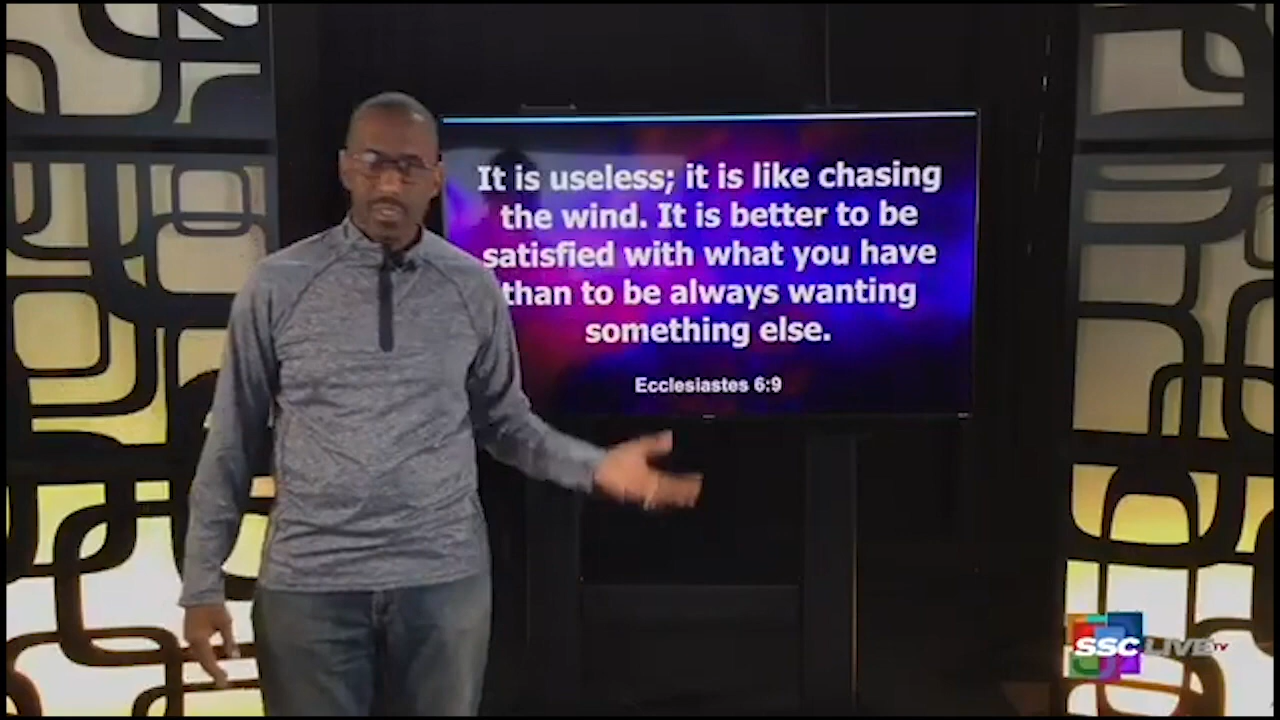 It is useless; it is like chasing
the wind. It is better to be
satisfied with what you have
than to be always wanting
something else.
Ecclesiastes 6:9
SSC LIVE TV